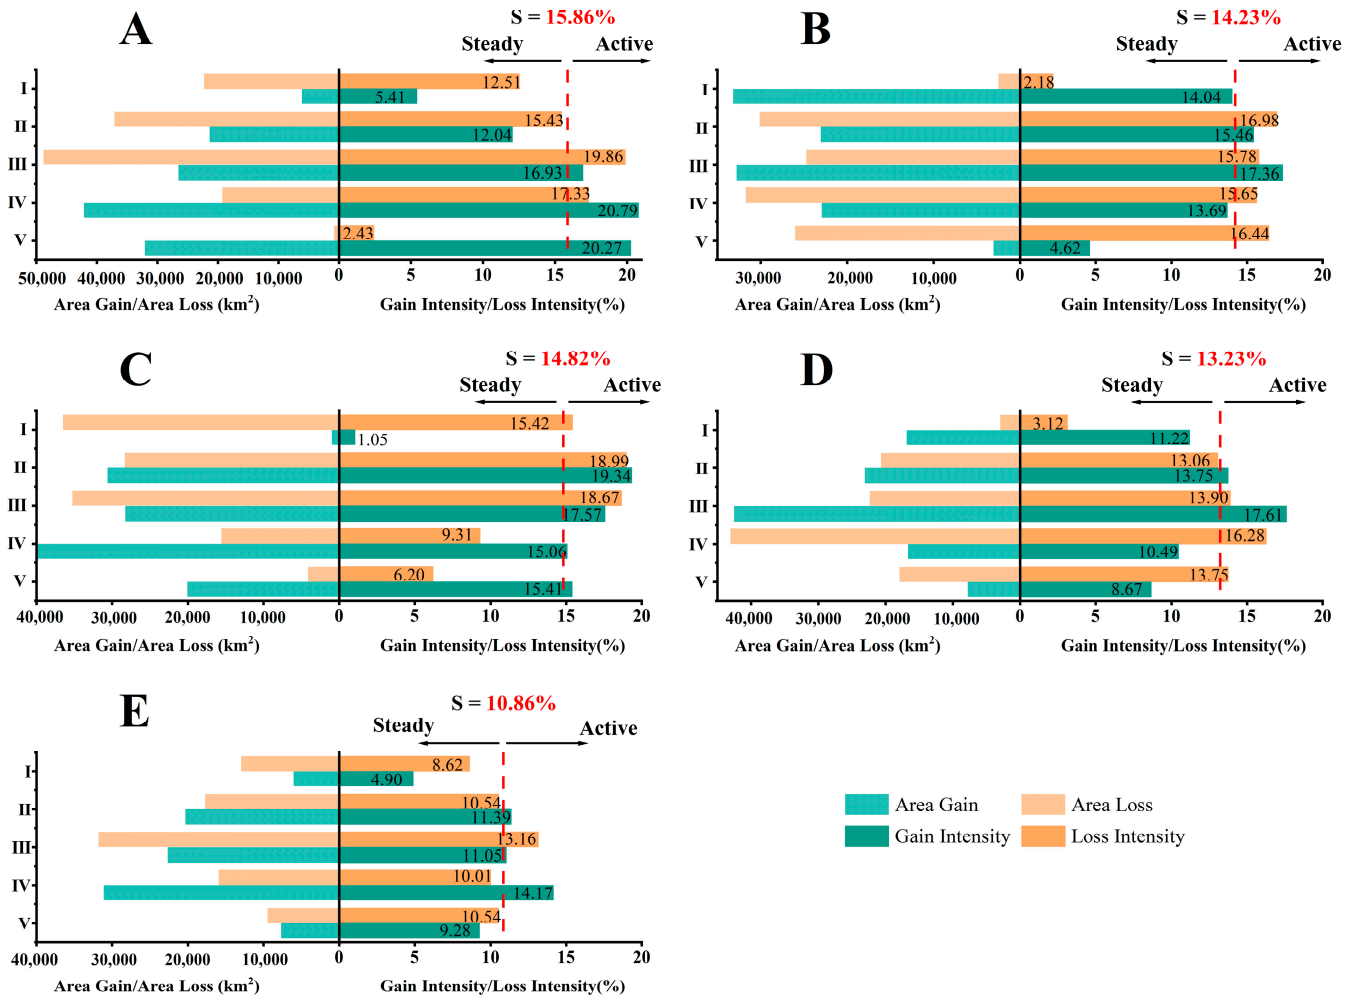 A
S = 15.86%
Steady
Active
I
12.51
5.41
II
15.43
12.04
III
19.86
16.93
IV
17.33
20.79
V
2.43
20.27
50,000 40,000 30,000 20,000 10,000 0 5 10 15 20
Area Gain/Area Loss (km²)
Gain Intensity/Loss Intensity(%)
B
S = 14.23%
Steady
Active
I
2.18
14.04
II
16.98
15.46
III
15.78
17.36
IV
15.65
13.69
V
16.44
4.62
30,000 20,000 10,000 0 5 10 15 20
Area Gain/Area Loss (km²)
Gain Intensity/Loss Intensity(%)
C
S = 14.82%
Steady
Active
I
15.42
1.05
II
18.99
19.34
III
18.67
17.57
IV
9.31
15.06
V
6.20
15.41
40,000 30,000 20,000 10,000 0 5 10 15 20
Area Gain/Area Loss (km²)
Gain Intensity/Loss Intensity(%)
D
S = 13.23%
Steady
Active
I
3.12
11.22
II
13.06
13.75
III
13.90
17.61
IV
16.28
10.49
V
13.75
8.67
40,000 30,000 20,000 10,000 0 5 10 15 20
Area Gain/Area Loss (km²)
Gain Intensity/Loss Intensity(%)
E
S = 10.86%
Steady
Active
I
8.62
4.90
II
10.54
11.39
III
13.16
11.05
IV
10.01
14.17
V
10.54
9.28
40,000 30,000 20,000 10,000 0 5 10 15 20
Area Gain/Area Loss (km²)
Gain Intensity/Loss Intensity(%)
Area Gain
Area Loss
Gain Intensity
Loss Intensity